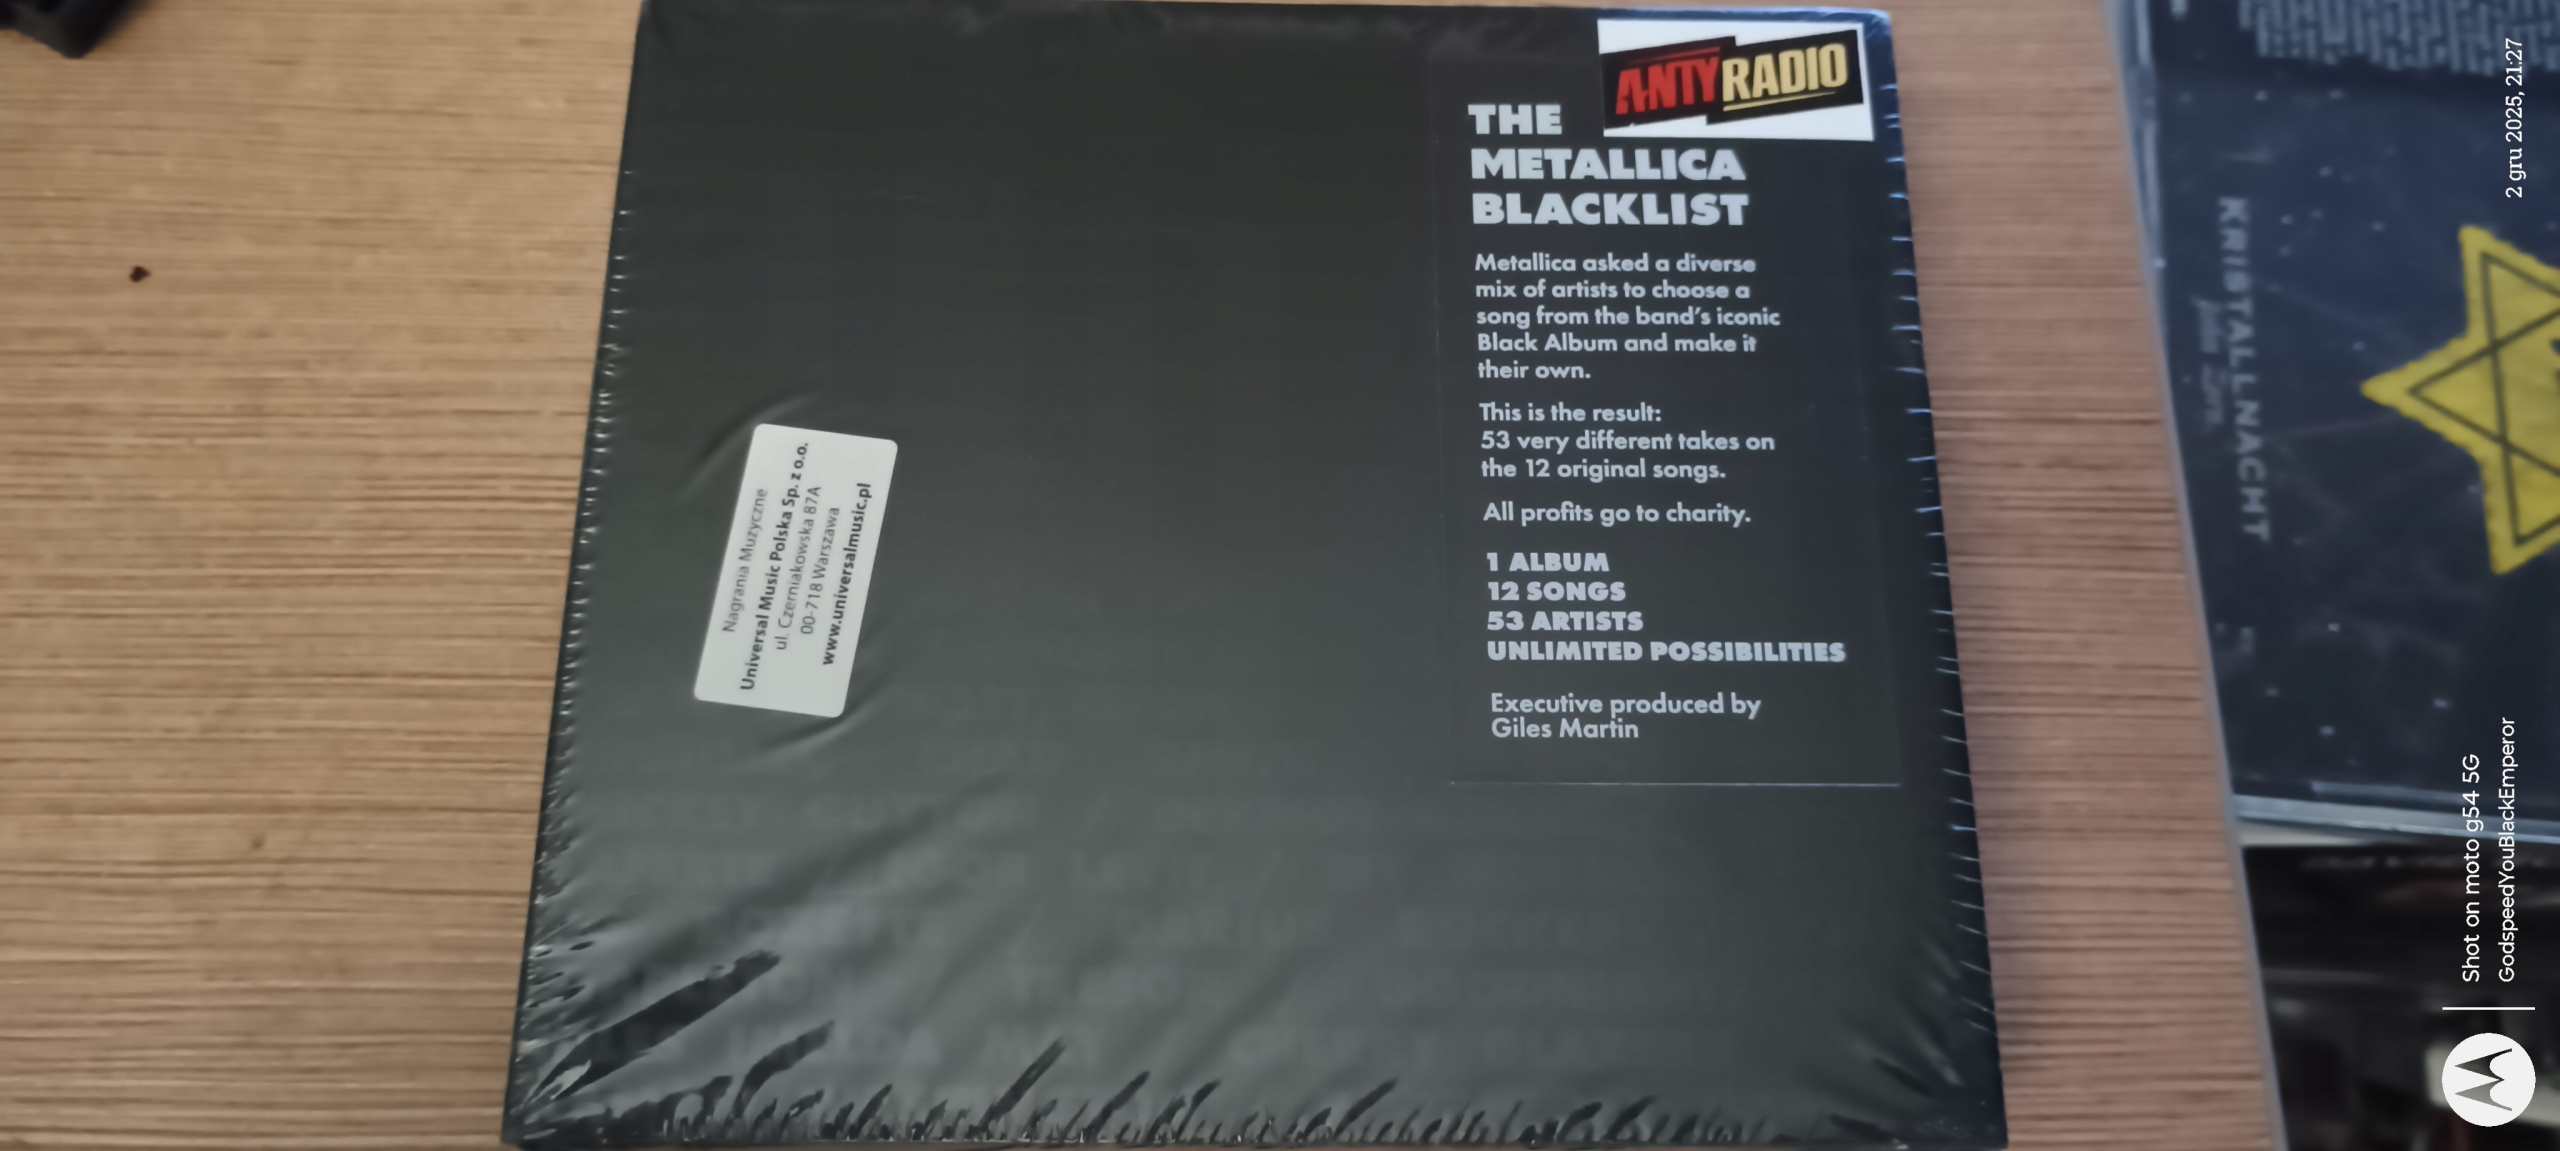 ANTYRADIO
THE
METALLICA
BLACKLIST
Metallica asked a diverse
mix of artists to choose a
song from the band's iconic
Black Album and make it
their own.
This is the result:
53 very different takes on
the 12 original songs.
All profits go to charity.
1 ALBUM
12 SONGS
53 ARTISTS
UNLIMITED POSSIBILITIES
Executive produced by
Giles Martin
Nagrania Muzyczne
Universal Music Polska Sp. z o.o.
ul. Czerniakowska 87A
00-718 Warszawa
www.universalmusic.pl
KRISTALLNACHT
2 gru 2025, 21:27
Shot on moto g54 5G
GodspeedYouBlackEmperor